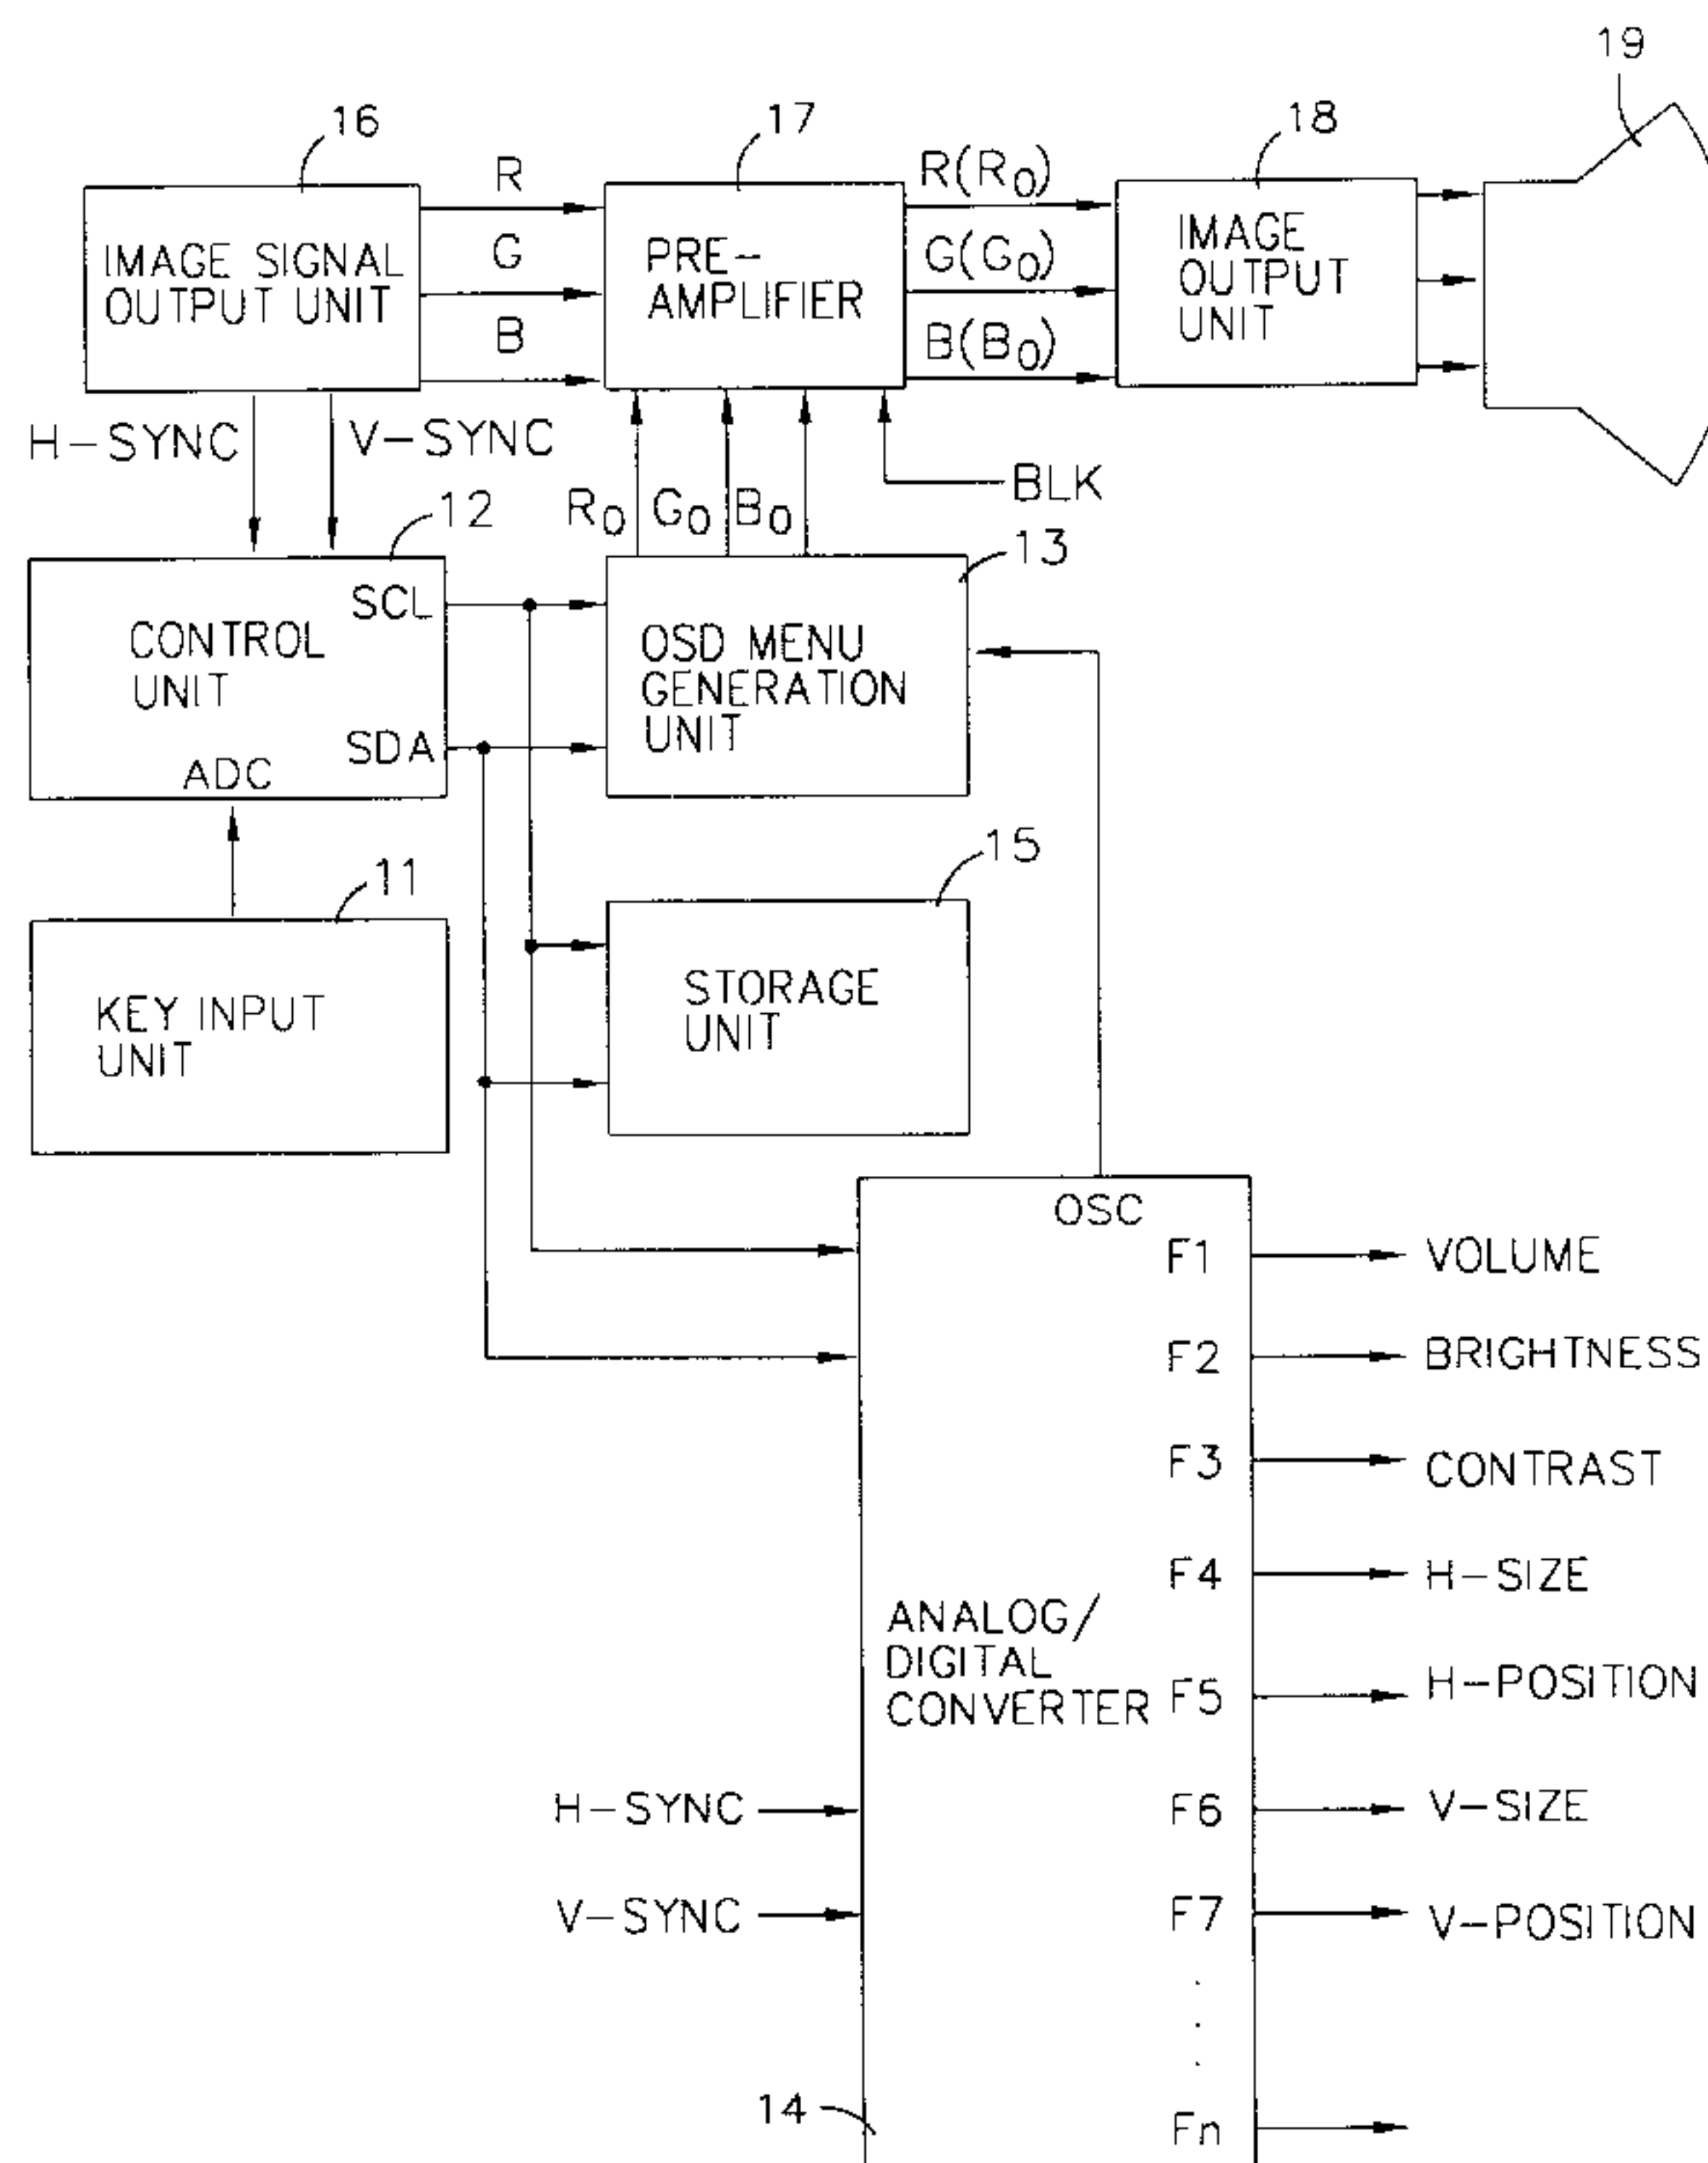 19
16
17
18
R
R(R0)
IMAGE SIGNAL
OUTPUT UNIT
G
PRE-
AMPLIFIER
G(G0)
IMAGE
OUTPUT
UNIT
B
B(B0)
H-SYNC
V-SYNC
BLK
R0
G0
B0
12
13
SCL
CONTROL
UNIT
OSD MENU
GENERATION
UNIT
SDA
ADC
15
11
STORAGE
UNIT
KEY INPUT
UNIT
OSC
F1
VOLUME
F2
BRIGHTNESS
F3
CONTRAST
F4
H-SIZE
ANALOG/
DIGITAL
CONVERTER
F5
H-POSITION
H-SYNC
F6
V-SIZE
V-SYNC
F7
V-POSITION
.
.
.
14
Fn